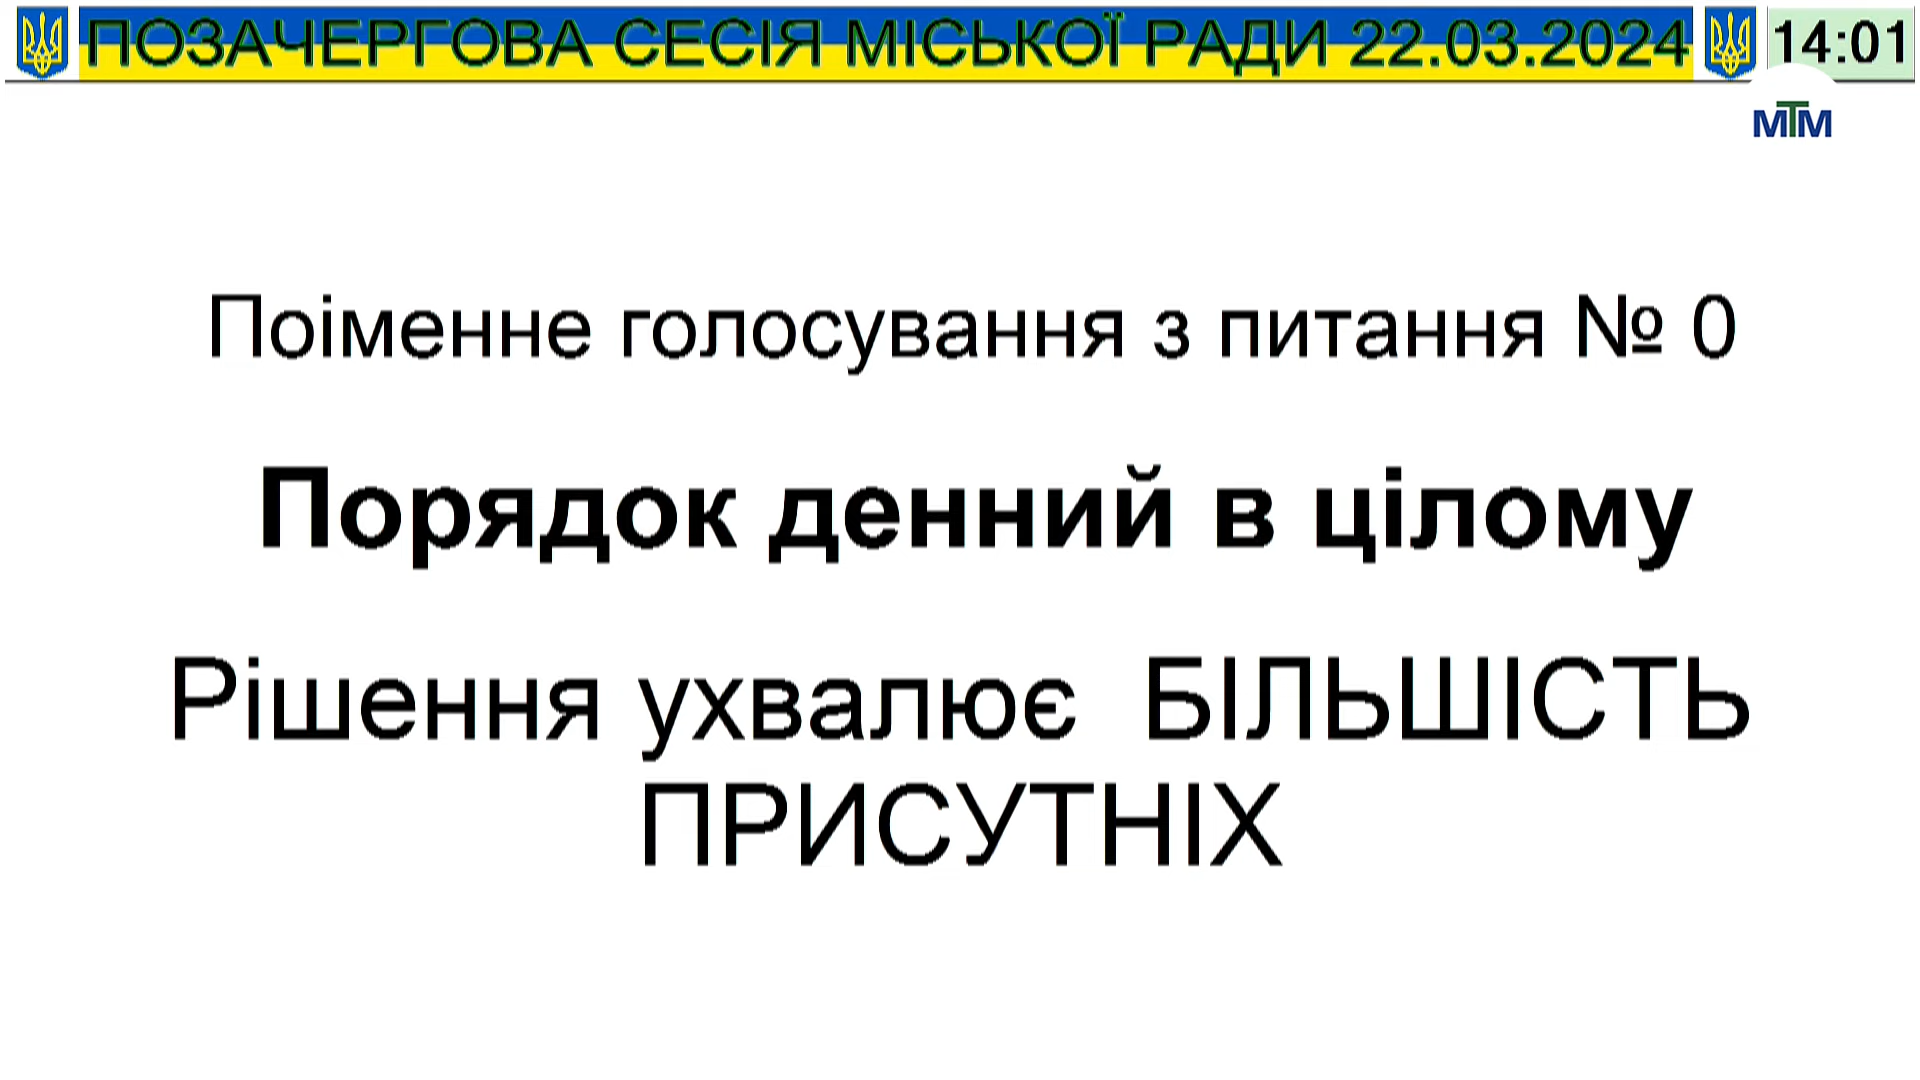 ПОЗАЧЕРГОВА СЕСІЯ МІСЬКОЇ РАДИ 22.03.2024 14:01
МТМ
Поіменне голосування з питання № 0
Порядок денний в цілому
Рішення ухвалює БІЛЬШІСТЬ
ПРИСУТНІХ